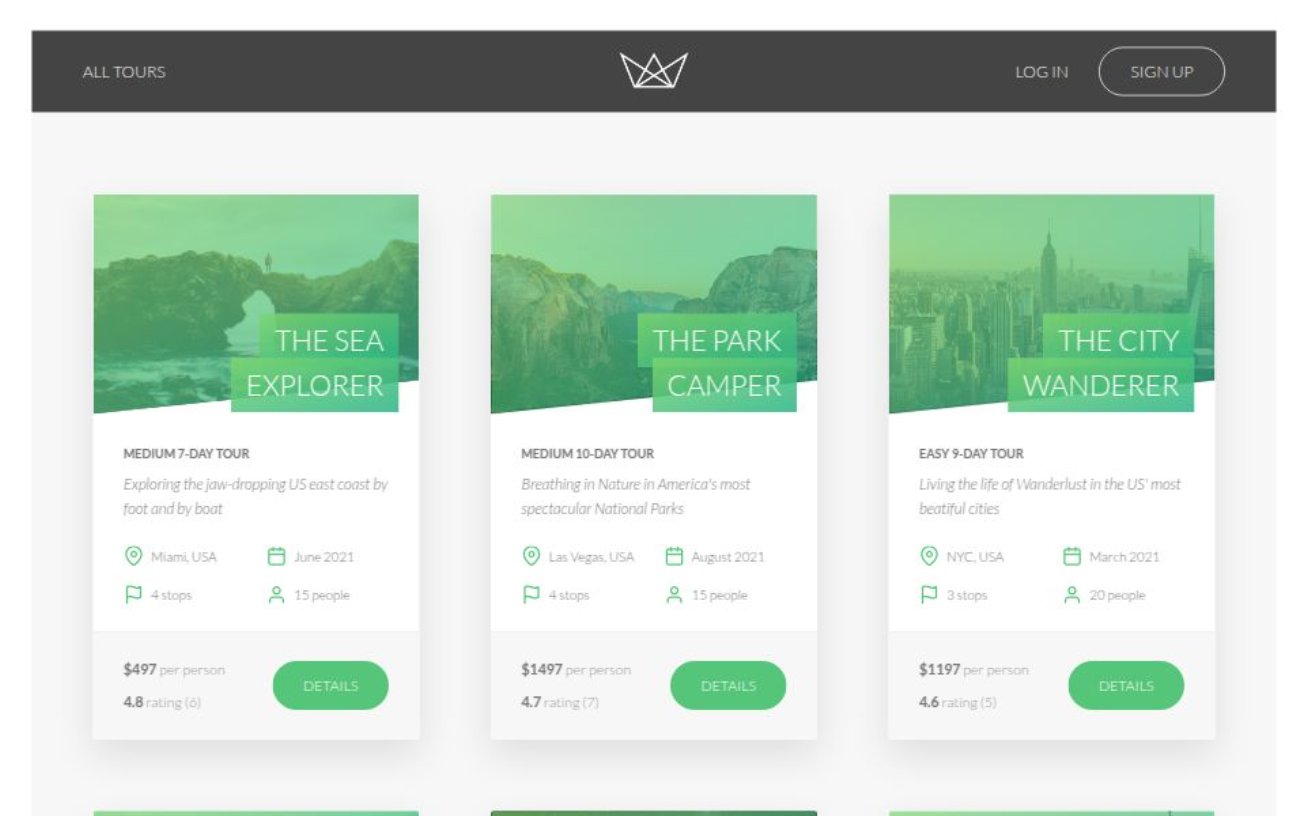 ALL TOURS
LOG IN
SIGN UP
THE SEA
EXPLORER
MEDIUM 7-DAY TOUR
Exploring the jaw-dropping US east coast by
foot and by boat
Miami, USA
June 2021
4 stops
15 people
$497 per person
4.8 rating (6)
DETAILS
THE PARK
CAMPER
MEDIUM 10-DAY TOUR
Breathing in Nature in America's most
spectacular National Parks
Las Vegas, USA
August 2021
4 stops
15 people
$1497 per person
4.7 rating (7)
DETAILS
THE CITY
WANDERER
EASY 9-DAY TOUR
Living the life of Wanderlust in the US' most
beatiful cities
NYC, USA
March 2021
3 stops
20 people
$1197 per person
4.6 rating (5)
DETAILS